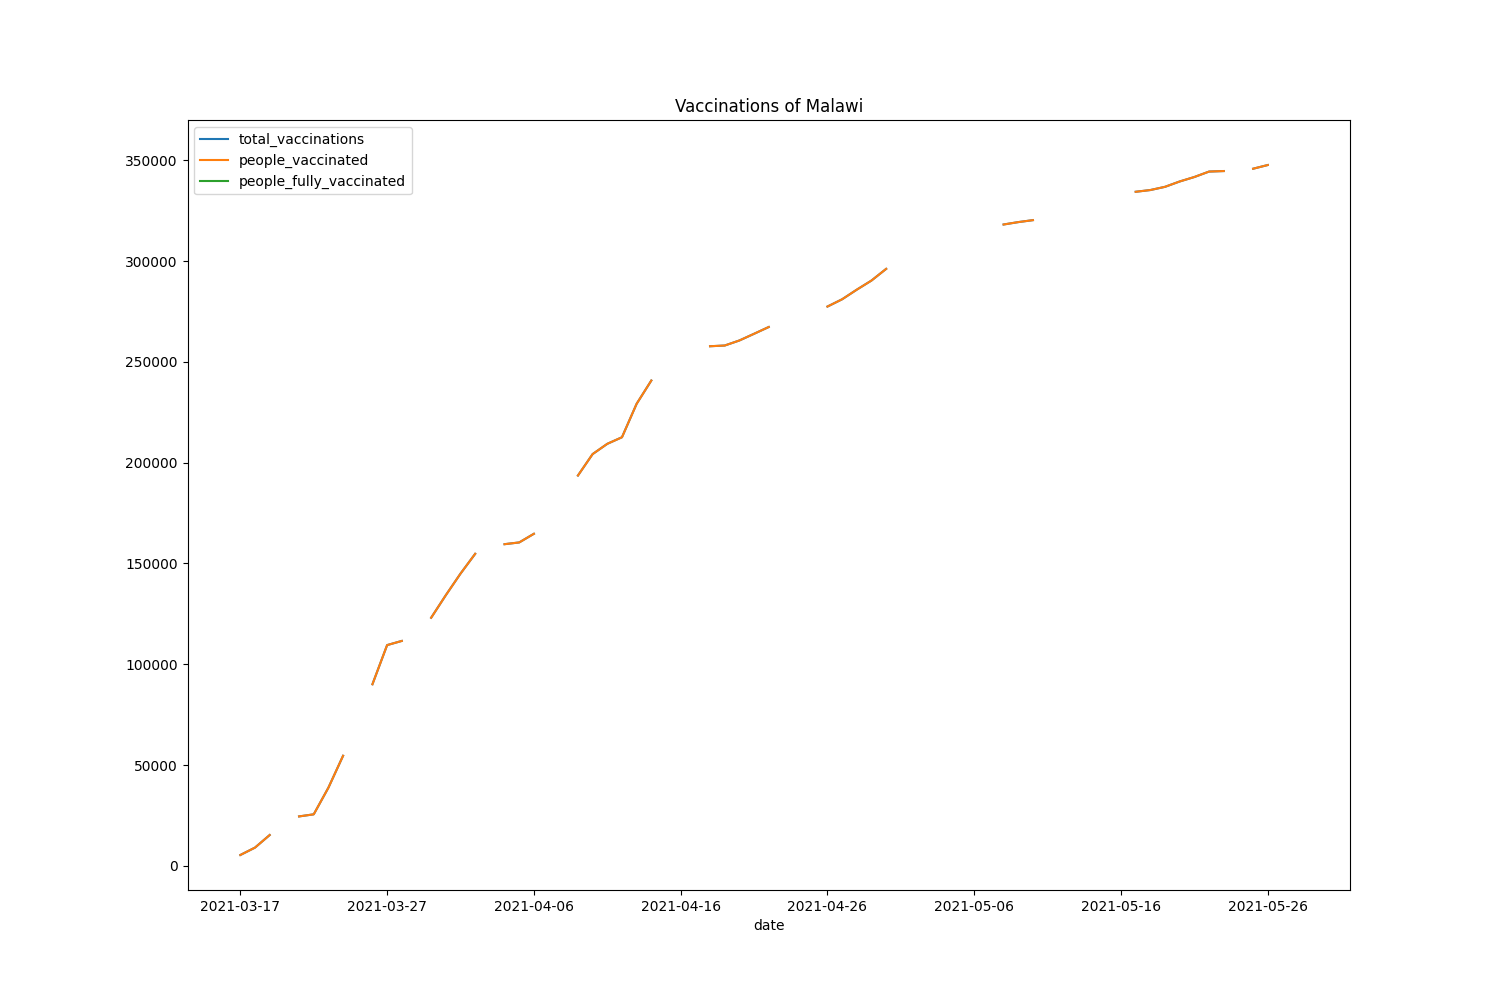 Vaccinations of Malawi
total_vaccinations
people_vaccinated
people_fully_vaccinated
350000
300000
250000
200000
150000
100000
50000
0
2021-03-17 2021-03-27 2021-04-06 2021-04-16 2021-04-26 2021-05-06 2021-05-16 2021-05-26
date